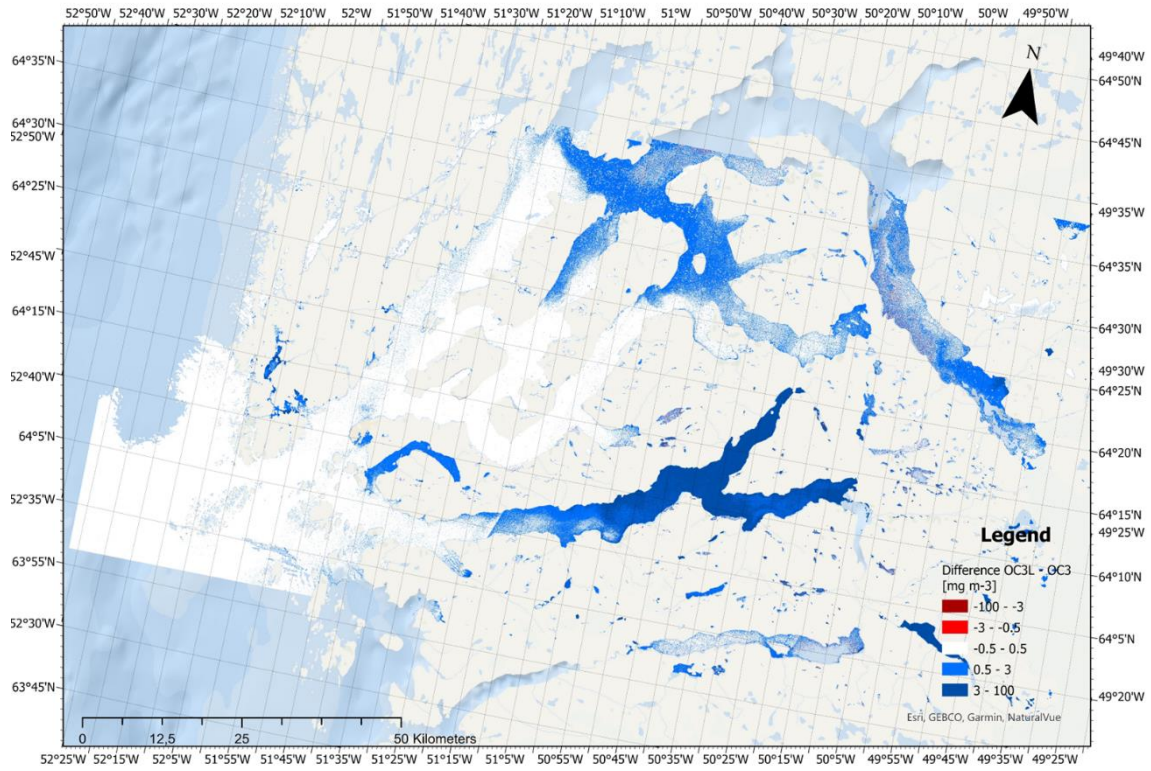 52°50'W 52°40'W 52°30'W 52°20'W 52°10'W 52°W 51°50'W 51°40'W 51°30'W 51°20'W 51°10'W 51°W 50°50'W 50°40'W 50°30'W 50°20'W 50°10'W 50°W 49°50'W
64°35'N
49°40'W
64°50'N
N
64°30'N
52°50'W
64°45'N
64°25'N
49°35'W
52°45'W
64°35'N
64°15'N
64°30'N
52°40'W
49°30'W
64°25'N
64°5'N
64°20'N
52°35'W
64°15'N
49°25'W
63°55'N
Legend
Difference OC3L - OC3
[mg m-3]
-100 - -3
-3 - -0.5
-0.5 - 0.5
0.5 - 3
3 - 100
64°10'N
52°30'W
64°5'N
63°45'N
49°20'W
Esri, GEBCO, Garmin, NaturalVue
0 12,5 25 50 Kilometers
52°25'W 52°15'W 52°5'W 51°55'W 51°45'W 51°35'W 51°25'W 51°15'W 51°5'W 50°55'W 50°45'W 50°35'W 50°25'W 50°15'W 50°5'W 49°55'W 49°45'W 49°35'W 49°25'W